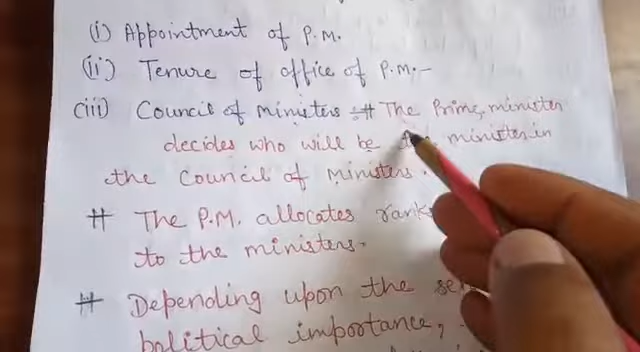 (i) Appointment of P.M.
(ii) Tenure of office of P.M.-
(iii) Council of ministers :- # The Prime minister
decides who will be the minister in
the Council of ministers.
# The P.M. allocates
to the ministers.
# Depending upon the
political importance,